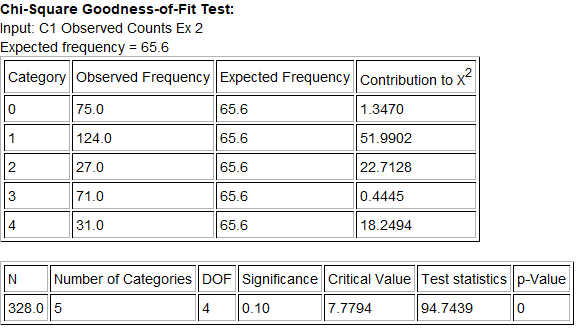 Chi-Square Goodness-of-Fit Test:
Input: C1 Observed Counts Ex 2
Expected frequency = 65.6
Category Observed Frequency Expected Frequency Contribution to X²
0 75.0 65.6 1.3470
1 124.0 65.6 51.9902
2 27.0 65.6 22.7128
3 71.0 65.6 0.4445
4 31.0 65.6 18.2494
N Number of Categories DOF Significance Critical Value Test statistics p-Value
328.0 5 4 0.10 7.7794 94.7439 0